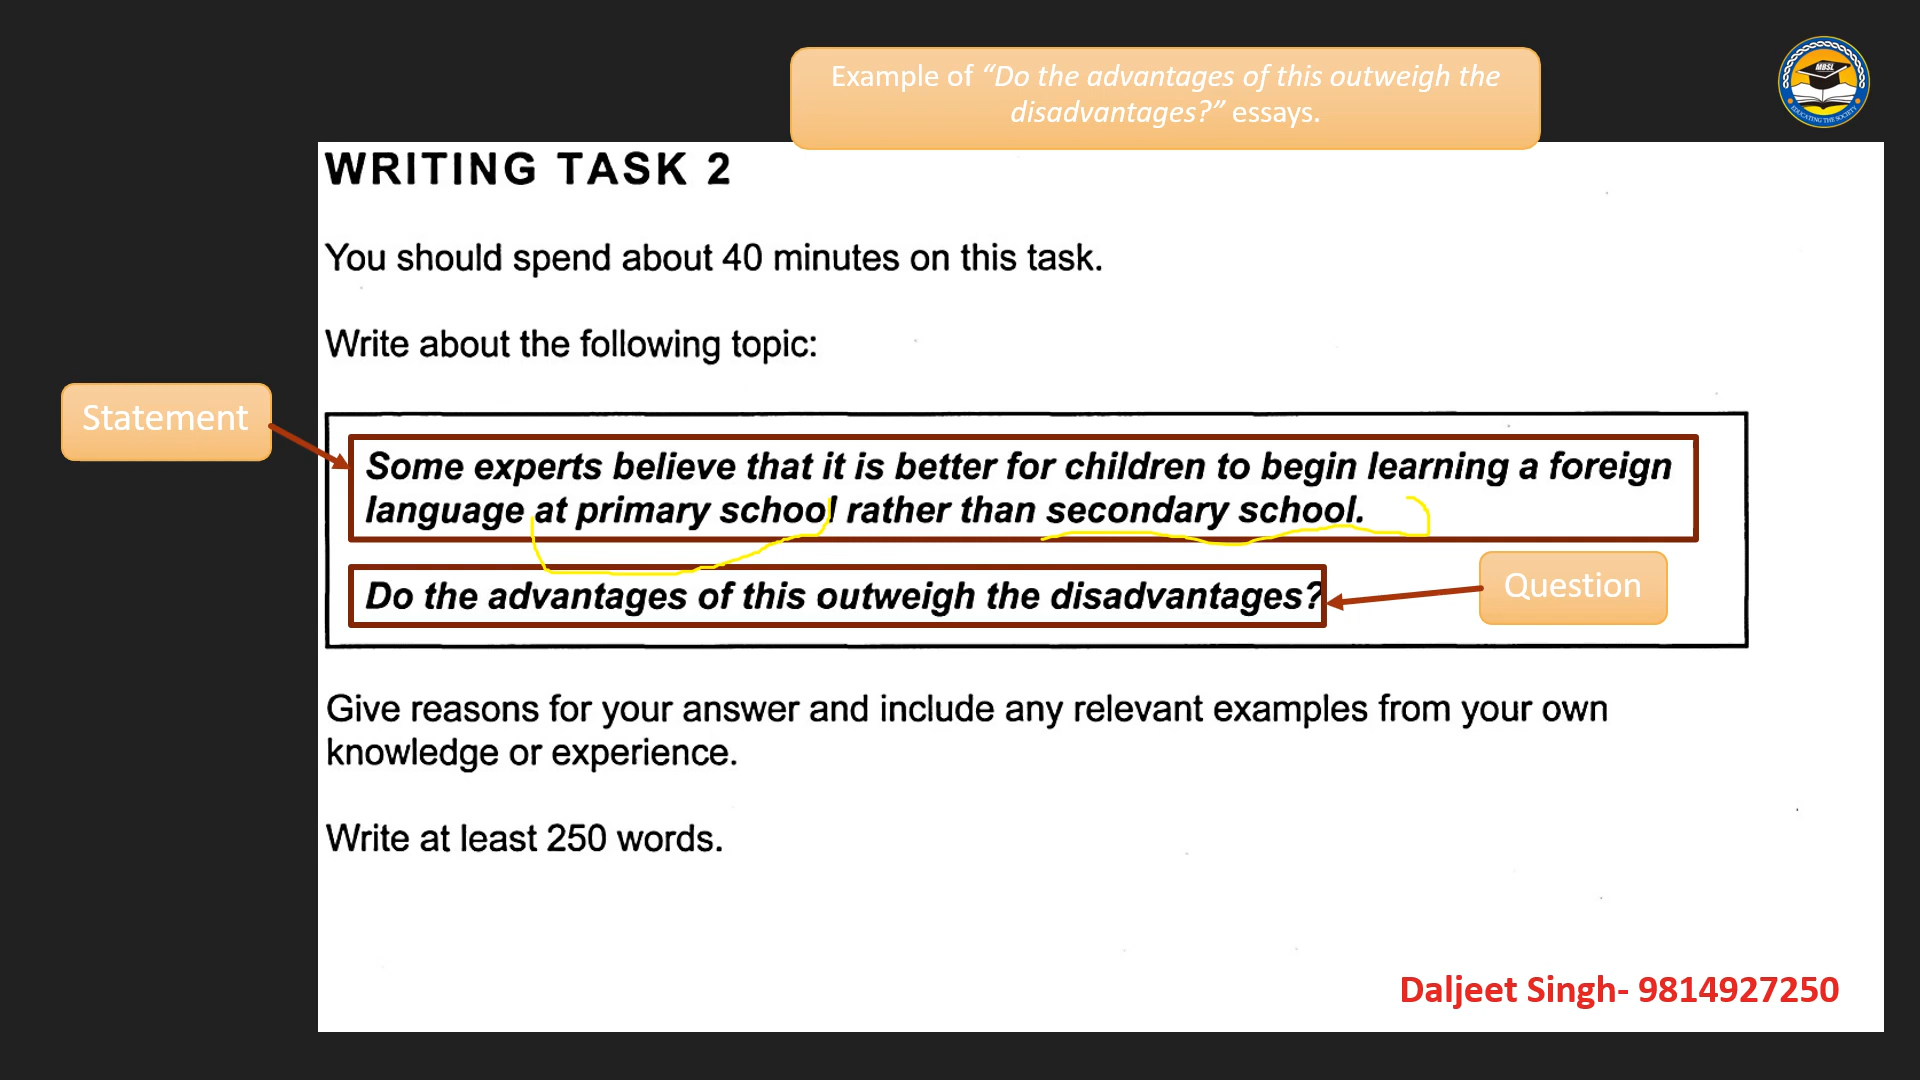 Example of “Do the advantages of this outweigh the
disadvantages?” essays.
MBSL
EDUCATING THE SOCIETY
WRITING TASK 2
You should spend about 40 minutes on this task.
Write about the following topic:
Statement
Some experts believe that it is better for children to begin learning a foreign
language at primary school rather than secondary school.
Do the advantages of this outweigh the disadvantages?
Question
Give reasons for your answer and include any relevant examples from your own
knowledge or experience.
Write at least 250 words.
Daljeet Singh- 9814927250